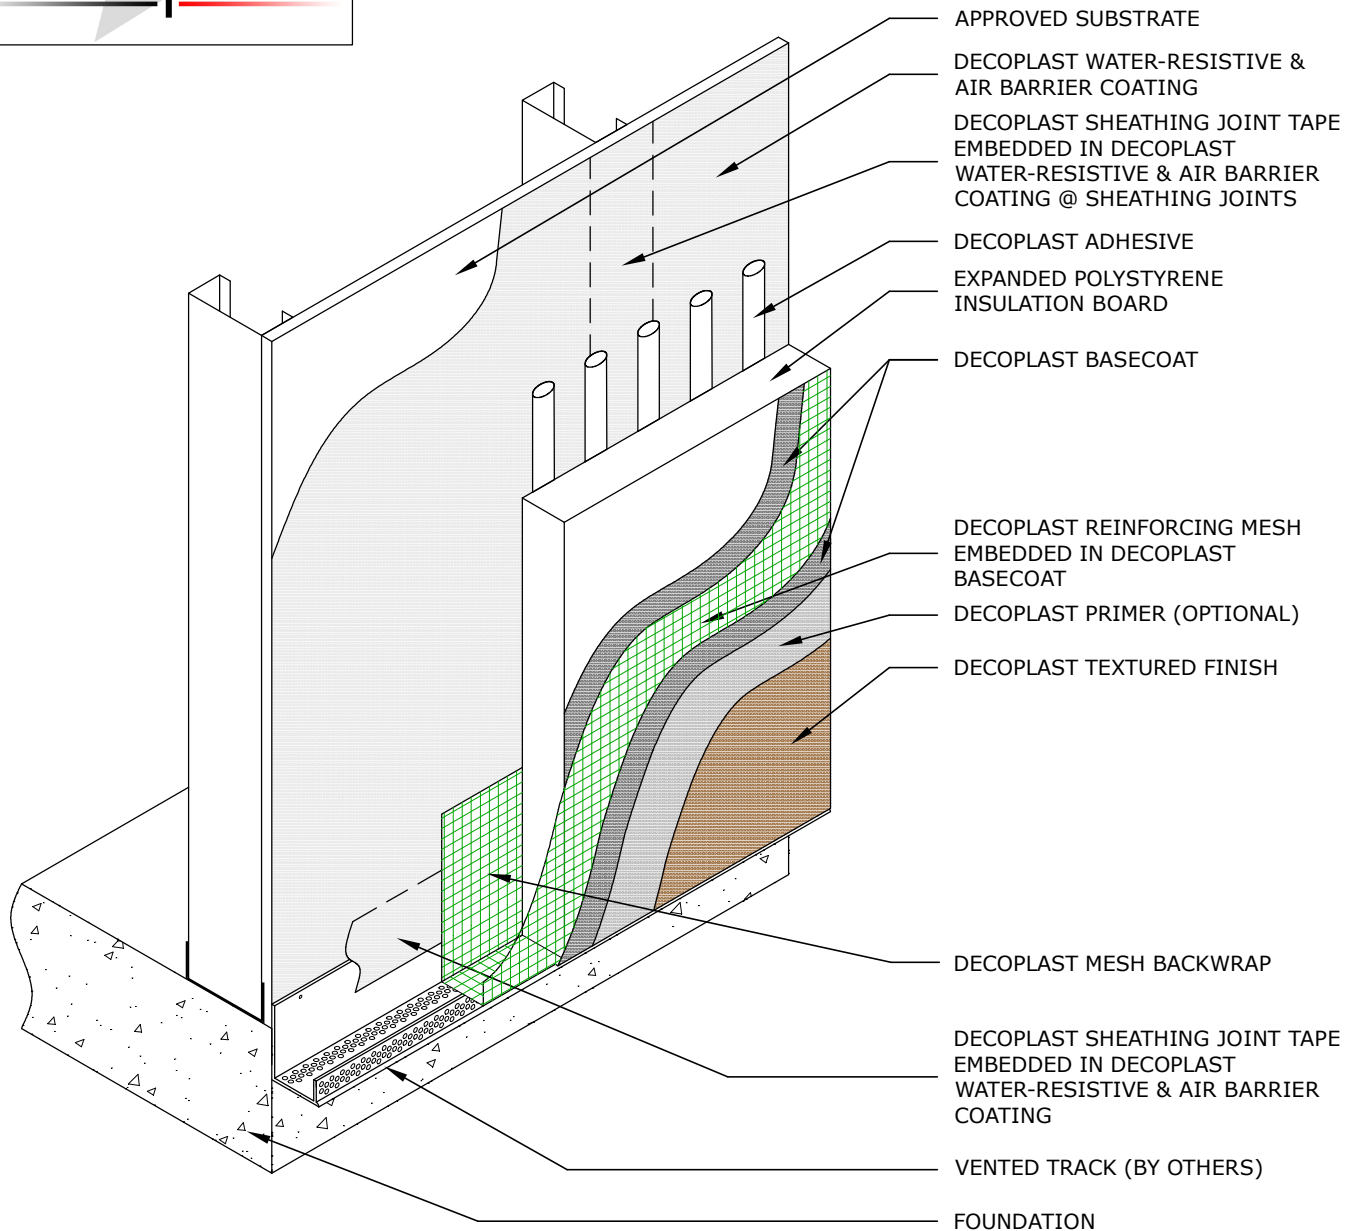 APPROVED SUBSTRATE
DECOPLAST WATER-RESISTIVE &
AIR BARRIER COATING
DECOPLAST SHEATHING JOINT TAPE
EMBEDDED IN DECOPLAST
WATER-RESISTIVE & AIR BARRIER
COATING @ SHEATHING JOINTS
DECOPLAST ADHESIVE
EXPANDED POLYSTYRENE
INSULATION BOARD
DECOPLAST BASECOAT
DECOPLAST REINFORCING MESH
EMBEDDED IN DECOPLAST
BASECOAT
DECOPLAST PRIMER (OPTIONAL)
DECOPLAST TEXTURED FINISH
DECOPLAST MESH BACKWRAP
DECOPLAST SHEATHING JOINT TAPE
EMBEDDED IN DECOPLAST
WATER-RESISTIVE & AIR BARRIER
COATING
VENTED TRACK (BY OTHERS)
FOUNDATION